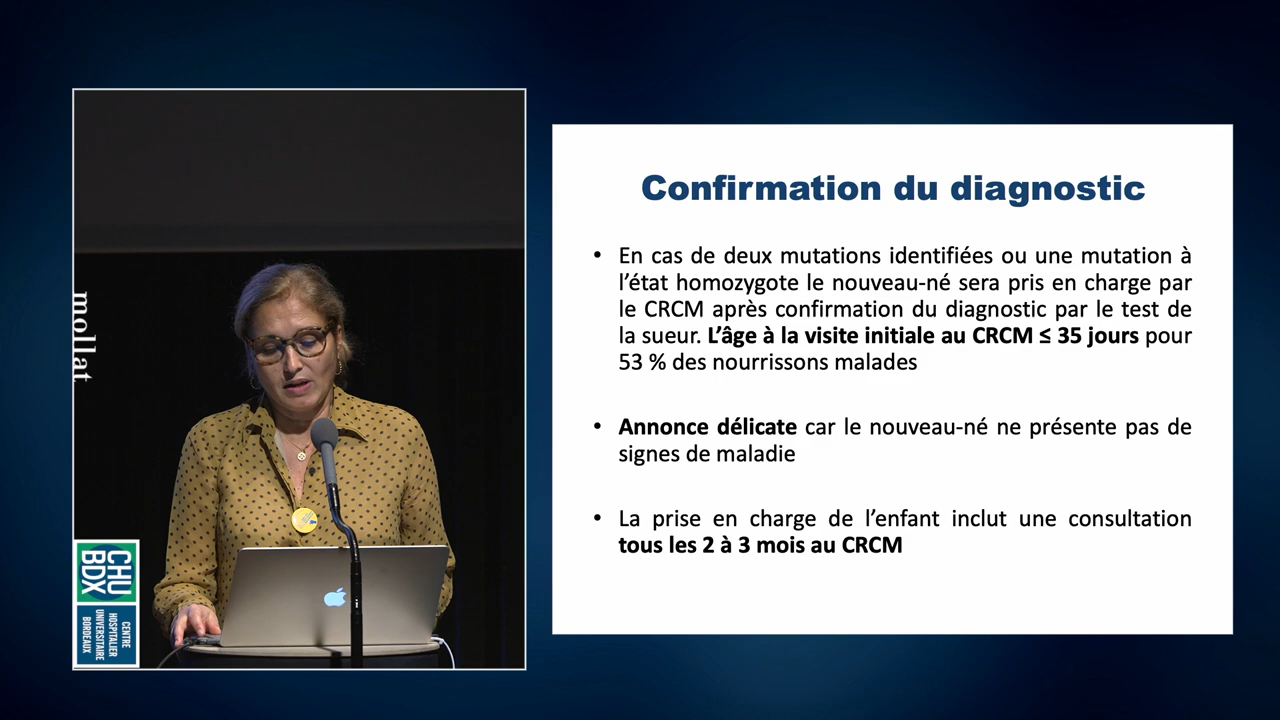 mollat
CHU
BDX
CENTRE
HOSPITALIER
UNIVERSITAIRE
BORDEAUX
Confirmation du diagnostic
• En cas de deux mutations identifiées ou une mutation à
l’état homozygote le nouveau-né sera pris en charge par
le CRCM après confirmation du diagnostic par le test de
la sueur. L’âge à la visite initiale au CRCM ≤ 35 jours pour
53 % des nourrissons malades
• Annonce délicate car le nouveau-né ne présente pas de
signes de maladie
• La prise en charge de l’enfant inclut une consultation
tous les 2 à 3 mois au CRCM